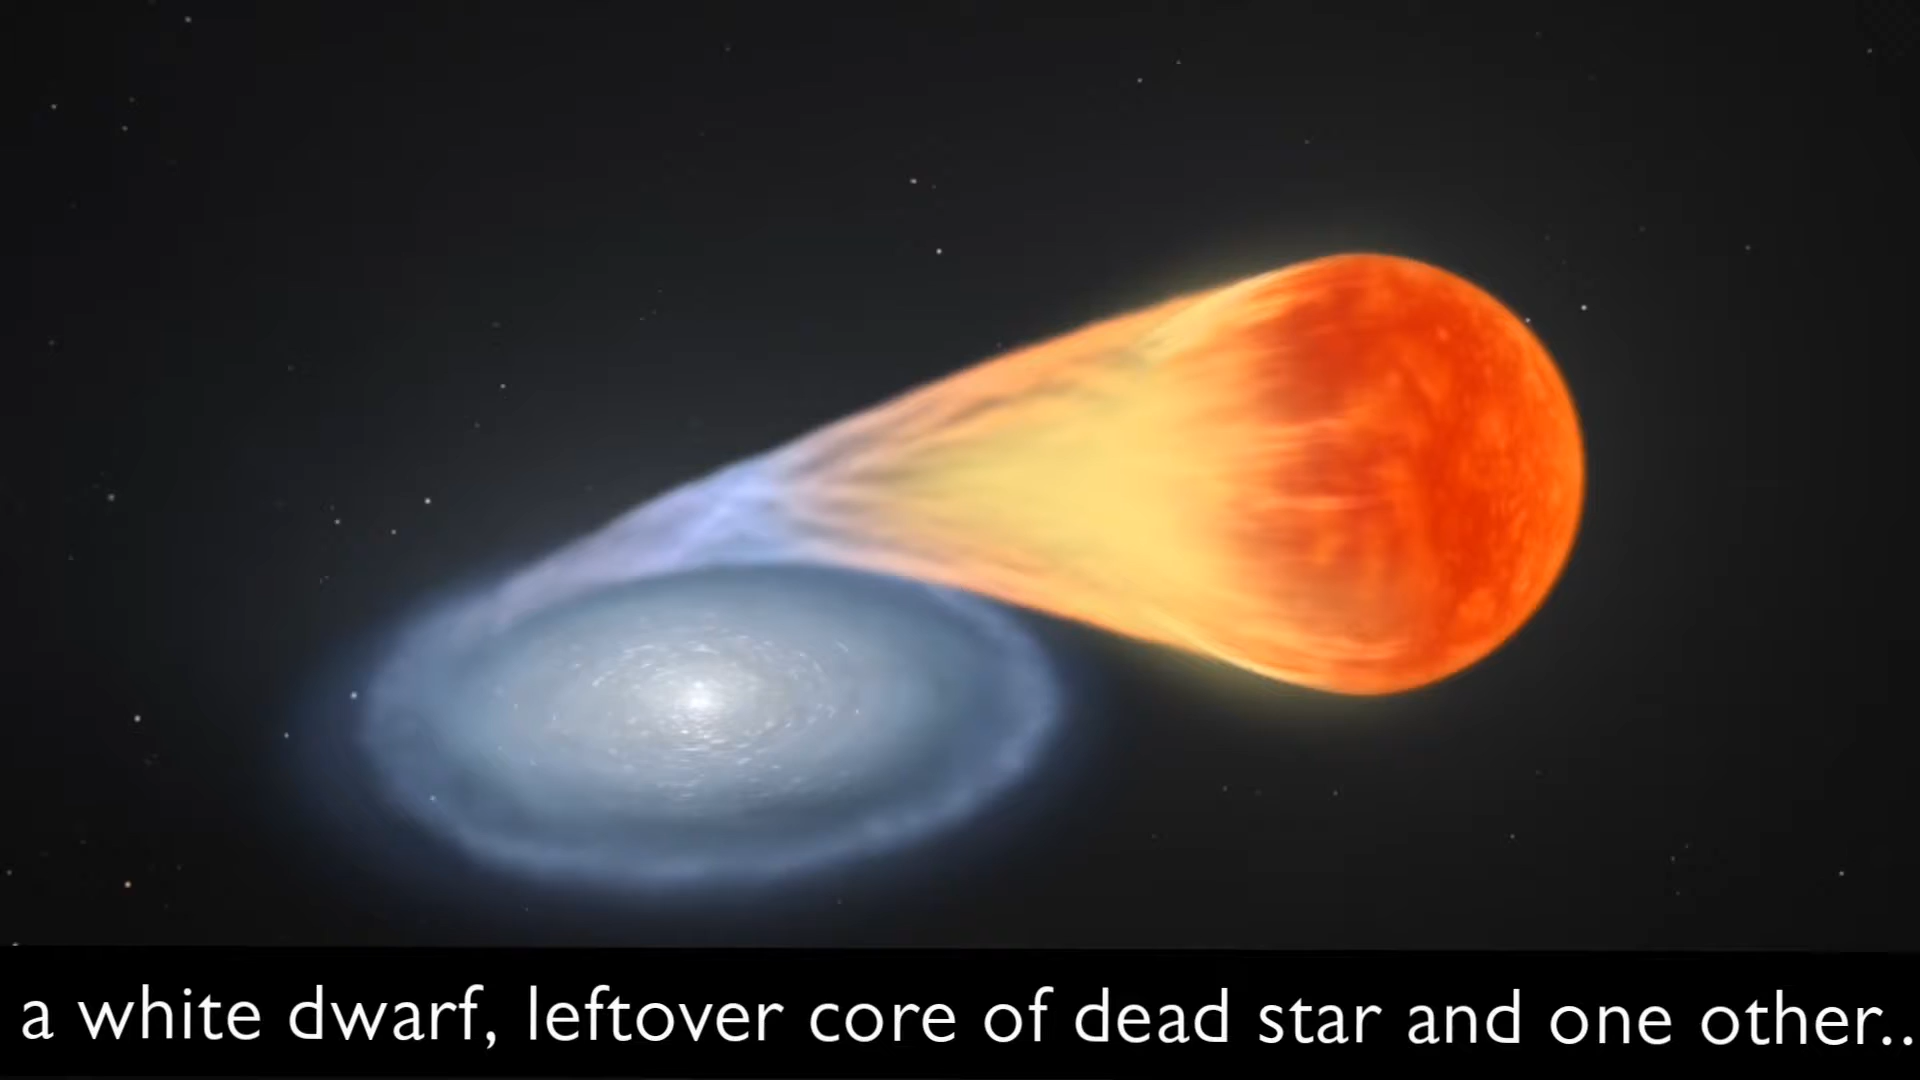 a white dwarf, leftover core of dead star and one other..